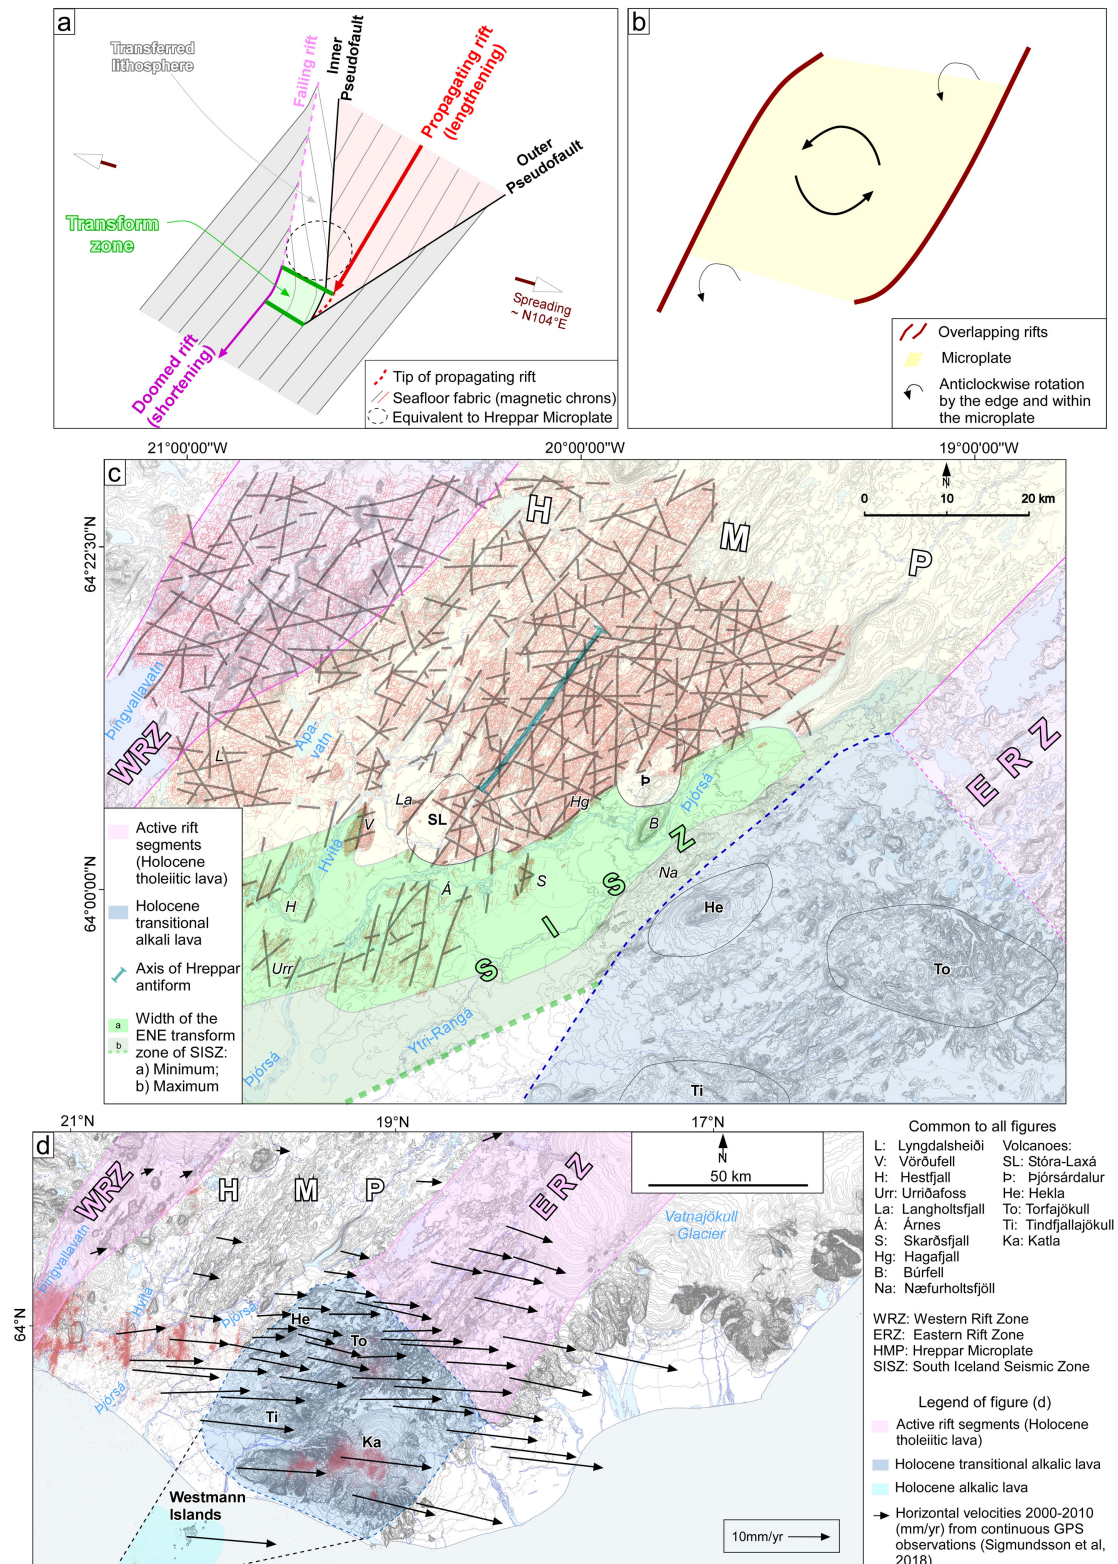 a
Transferred
lithosphere
Failing rift
Inner
Pseudofault
Propagating rift
(lengthening)
Outer
Pseudofault
Transform
zone
Doomed rift
(shortening)
Spreading
~ N104°E
Tip of propagating rift
Seafloor fabric (magnetic chrons)
Equivalent to Hreppar Microplate
b
Overlapping rifts
Microplate
Anticlockwise rotation
by the edge and within
the microplate
21°00'00"W
20°00'00"W
19°00'00"W
c
64°22'30"N
64°00'00"N
N
0 10 20 km
H
M
P
Þingvallavatn
WRZ
L
Apa-
vatn
La
V
SL
Hg
Þ
Þjórsá
B
ERZ
Hvítá
H
Á
S
Na
SISZ
He
To
Urr
Ytri-Rangá
Þjórsá
Ti
Active rift
segments
(Holocene
tholeiitic lava)
Holocene
transitional
alkali lava
Axis of Hreppar
antiform
a
b
Width of the
ENE transform
zone of SISZ:
a) Minimum;
b) Maximum
21°N
19°N
17°N
d
64°N
N
50 km
WRZ
H M P
ERZ
Þingvallavatn
Hvítá
Þjórsá
Þjórsá
Vatnajökull
Glacier
He
To
Ti
Ka
Westmann
Islands
10mm/yr
Common to all figures
L: Lyngdalsheiði
V: Vörðufell
H: Hestfjall
Urr: Urriðafoss
La: Langholtsfjall
Á: Árnes
S: Skarðsfjall
Hg: Hagafjall
B: Búrfell
Na: Næfurholtsfjöll
Volcanoes:
SL: Stóra-Laxá
Þ: Þjórsárdalur
He: Hekla
To: Torfajökull
Ti: Tindfjallajökull
Ka: Katla
WRZ: Western Rift Zone
ERZ: Eastern Rift Zone
HMP: Hreppar Microplate
SISZ: South Iceland Seismic Zone
Legend of figure (d)
Active rift segments (Holocene
tholeiitic lava)
Holocene transitional alkalic lava
Holocene alkalic lava
Horizontal velocities 2000-2010
(mm/yr) from continuous GPS
observations (Sigmundsson et al,
2018)